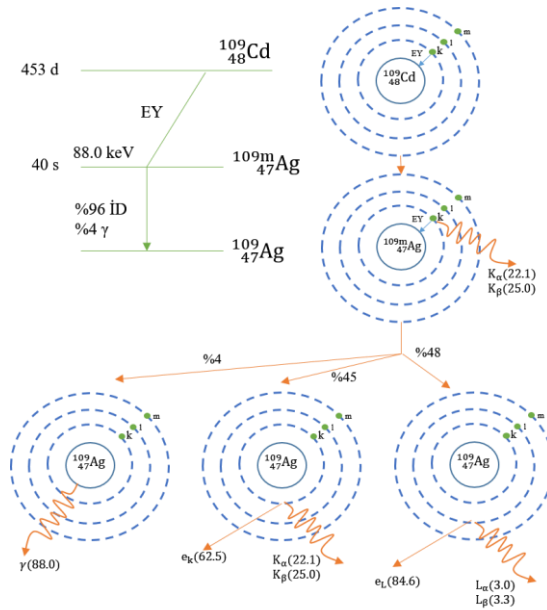 109
48Cd
453 d
EY
88.0 keV
40 s
109m
47Ag
%96 İD
%4 γ
109
47Ag
m
l
k
EY
109
48Cd
m
l
k
EY
109m
47Ag
Kα(22.1)
Kβ(25.0)
%4
%45
%48
m
l
k
109
47Ag
γ(88.0)
m
l
k
109
47Ag
ek(62.5)
Kα(22.1)
Kβ(25.0)
m
l
k
109
47Ag
eL(84.6)
Lα(3.0)
Lβ(3.3)